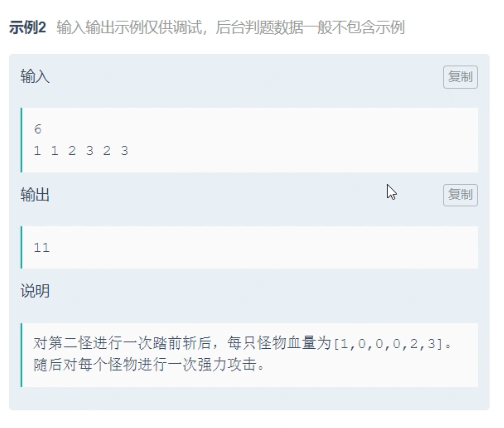 示例2 输入输出示例仅供调试，后台判题数据一般不包含示例
输入
复制
6
1 1 2 3 2 3
输出
复制
11
说明
对第二怪进行一次踏前斩后，每只怪物血量为[1,0,0,0,2,3]。
随后对每个怪物进行一次强力攻击。